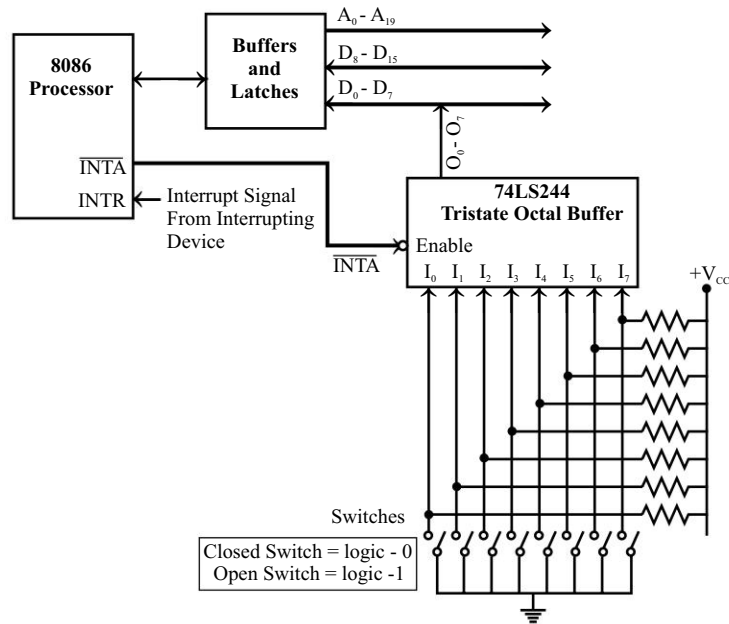 8086
Processor
INTA
INTR
Buffers
and
Latches
A0 - A19
D8 - D15
D0 - D7
O0 - O7
Interrupt Signal
From Interrupting
Device
INTA
74LS244
Tristate Octal Buffer
Enable
I0 I1 I2 I3 I4 I5 I6 I7
+VCC
Switches
Closed Switch = logic - 0
Open Switch = logic -1